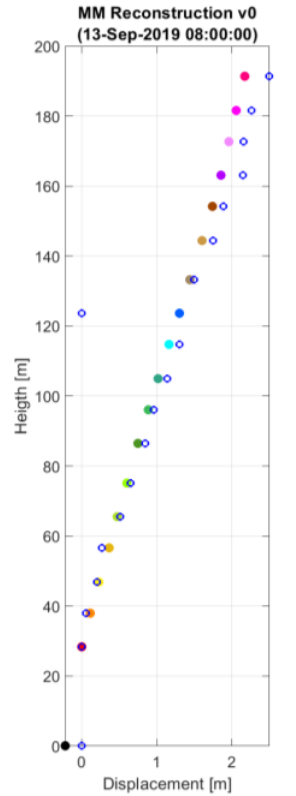 MM Reconstruction v0
(13-Sep-2019 08:00:00)
200
180
160
140
120
100
80
60
40
20
0
Heigth [m]
0 1 2
Displacement [m]